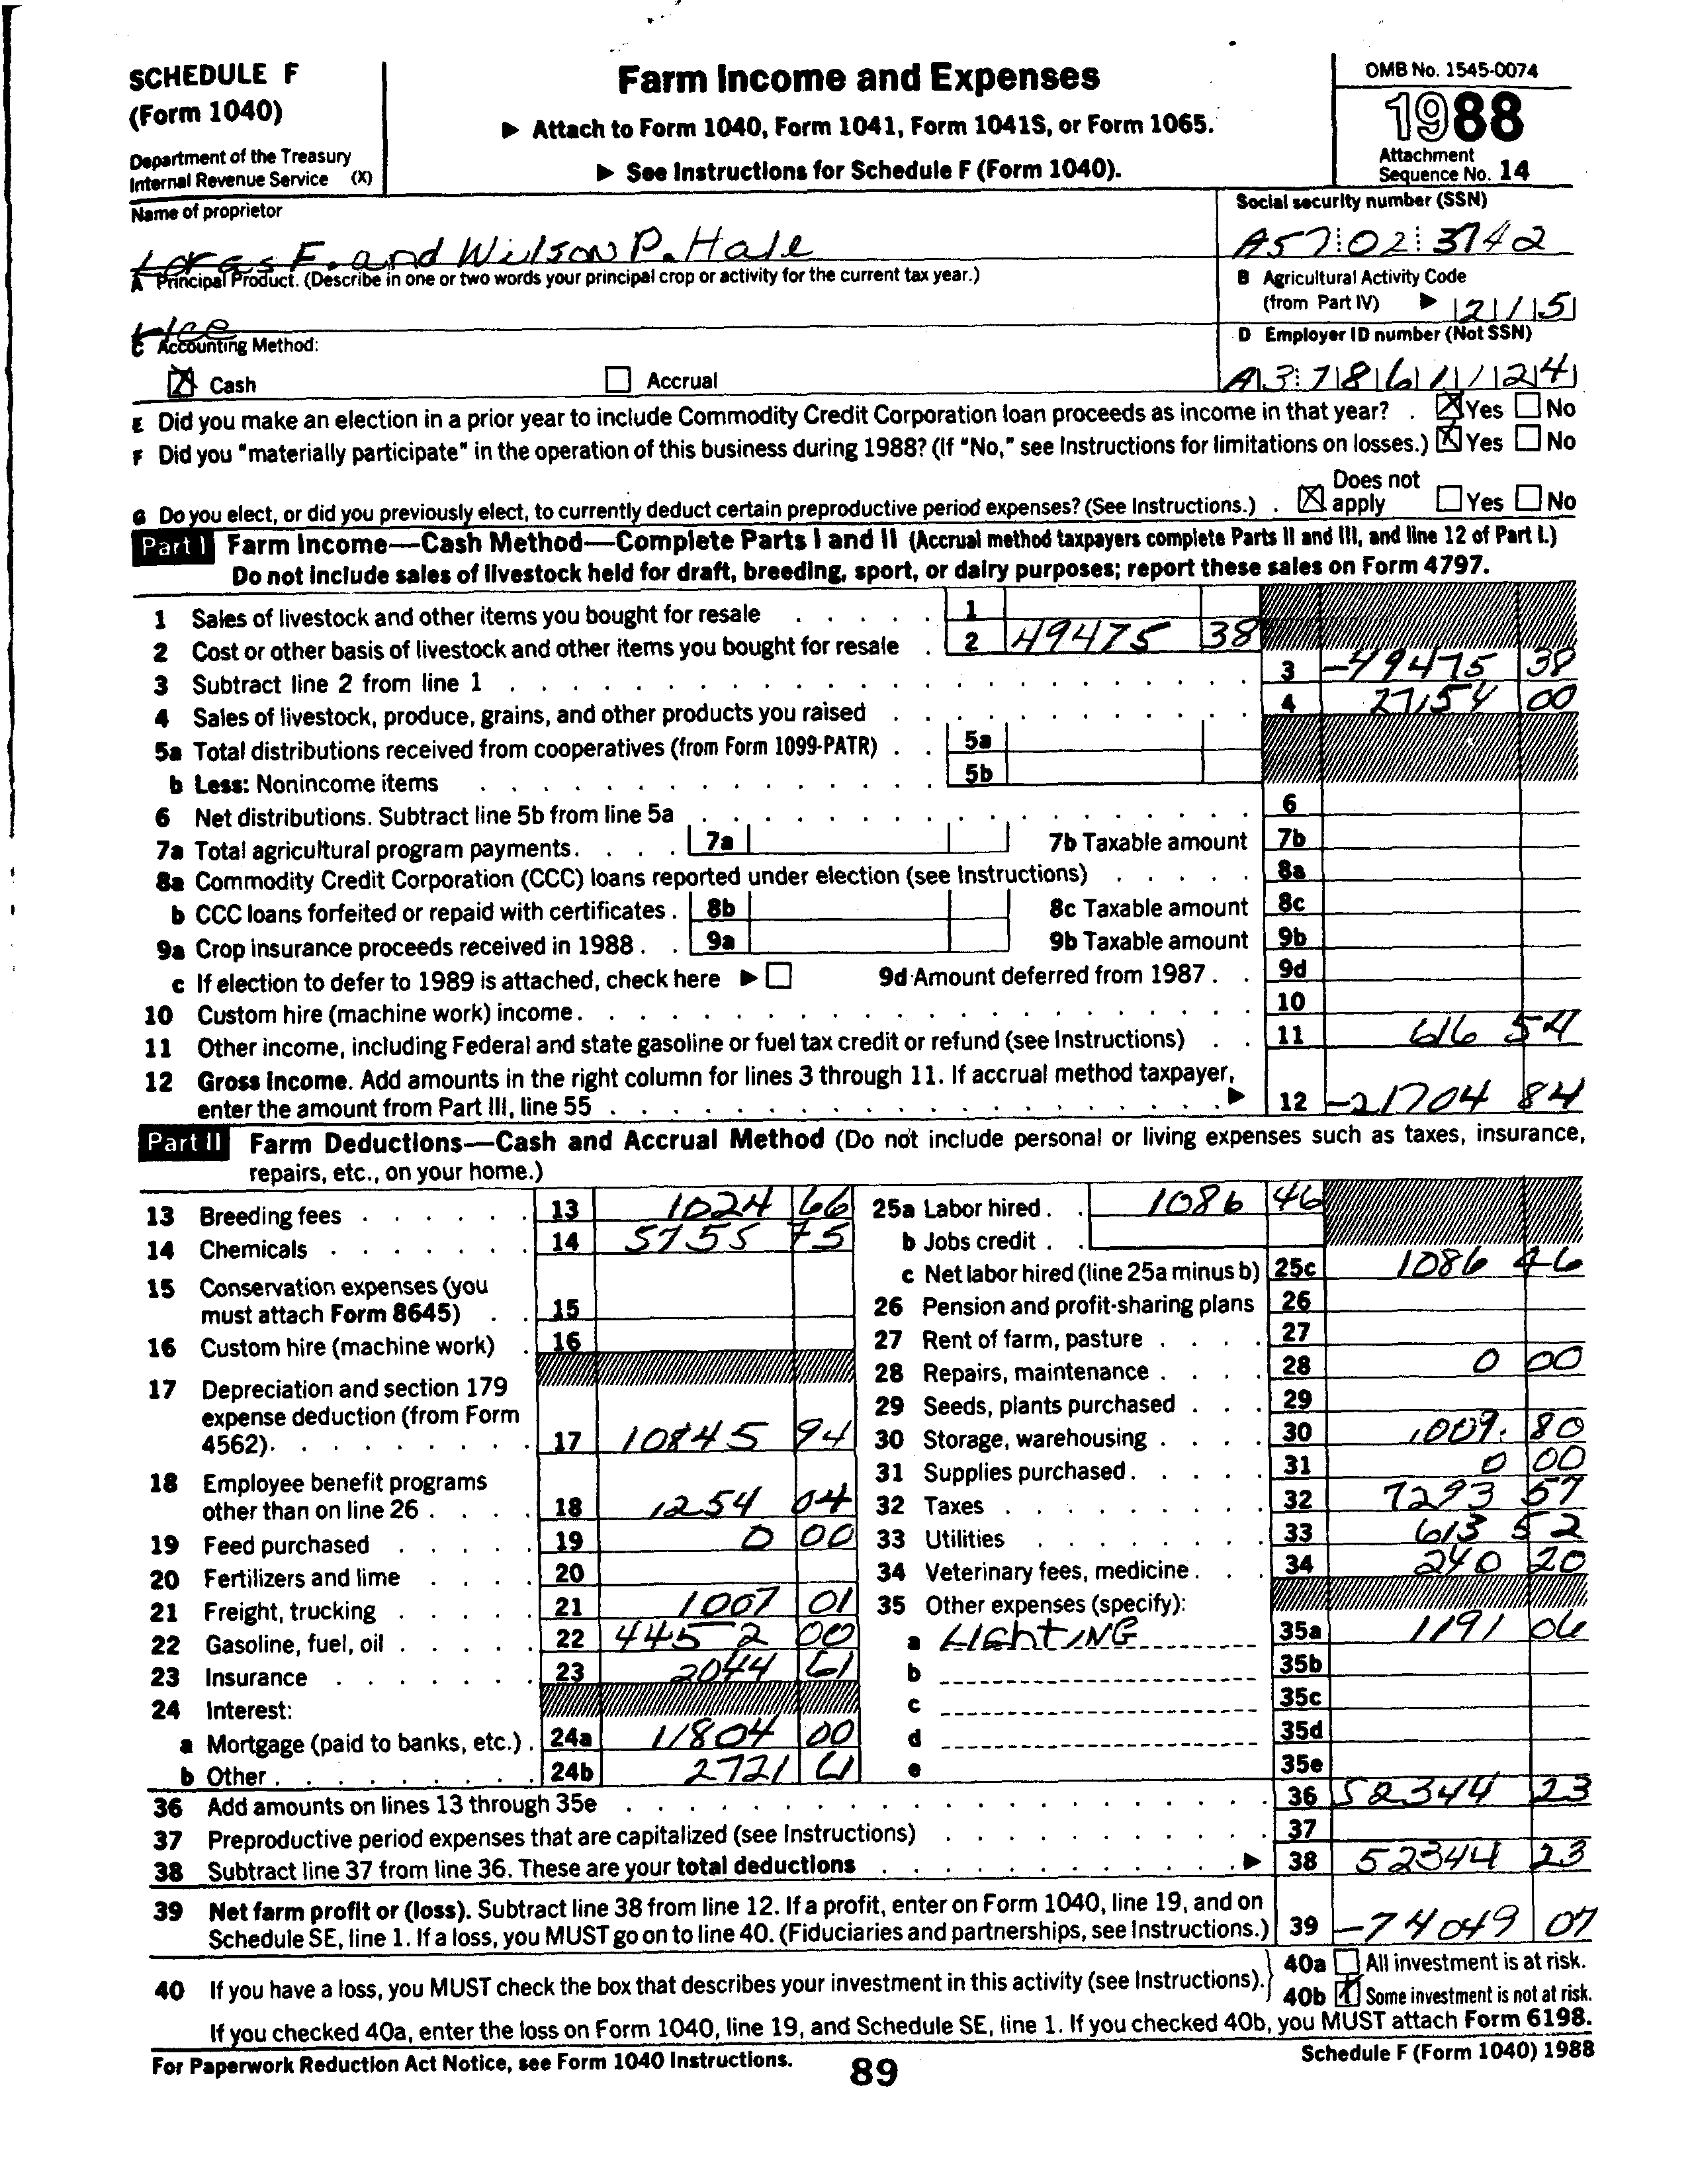 SCHEDULE F
(Form 1040)
Department of the Treasury
Internal Revenue Service (X)
Farm Income and Expenses
▶ Attach to Form 1040, Form 1041, Form 1041S, or Form 1065.
▶ See Instructions for Schedule F (Form 1040).
OMB No. 1545-0074
1988
Attachment
Sequence No. 14
Name of proprietor
F. and Wilson P. Hale
Social security number (SSN)
A57 02 3742
A Principal Product. (Describe in one or two words your principal crop or activity for the current tax year.)
B Agricultural Activity Code
(from Part IV) ▶ 215
C Accounting Method:
D Employer ID number (Not SSN)
☒ Cash ☐ Accrual
A3 7861124
E Did you make an election in a prior year to include Commodity Credit Corporation loan proceeds as income in that year? . ☒ Yes ☐ No
F Did you "materially participate" in the operation of this business during 1988? (If "No," see Instructions for limitations on losses.) ☒ Yes ☐ No
G Do you elect, or did you previously elect, to currently deduct certain preproductive period expenses? (See Instructions.) . ☒ Does not apply ☐ Yes ☐ No
Part I Farm Income—Cash Method—Complete Parts I and II (Accrual method taxpayers complete Parts II and III, and line 12 of Part I.)
Do not include sales of livestock held for draft, breeding, sport, or dairy purposes; report these sales on Form 4797.
1 Sales of livestock and other items you bought for resale 1
2 Cost or other basis of livestock and other items you bought for resale 2 49475 38
3 Subtract line 2 from line 1 3 -49475 38
4 Sales of livestock, produce, grains, and other products you raised 4 27154 00
5a Total distributions received from cooperatives (from Form 1099-PATR) 5a
b Less: Nonincome items 5b
6 Net distributions. Subtract line 5b from line 5a 6
7a Total agricultural program payments. 7a 7b Taxable amount 7b
8a Commodity Credit Corporation (CCC) loans reported under election (see Instructions) 8a
b CCC loans forfeited or repaid with certificates . 8b 8c Taxable amount 8c
9a Crop insurance proceeds received in 1988 . 9a 9b Taxable amount 9b
c If election to defer to 1989 is attached, check here ▶ ☐ 9d Amount deferred from 1987 . 9d
10 Custom hire (machine work) income. 10
11 Other income, including Federal and state gasoline or fuel tax credit or refund (see Instructions) 11 616 54
12 Gross Income. Add amounts in the right column for lines 3 through 11. If accrual method taxpayer,
enter the amount from Part III, line 55 ▶ 12 -21704 84
Part II Farm Deductions—Cash and Accrual Method (Do not include personal or living expenses such as taxes, insurance,
repairs, etc., on your home.)
13 Breeding fees 13 1024 66
14 Chemicals 14 5755 75
15 Conservation expenses (you
must attach Form 8645) 15
16 Custom hire (machine work) 16
17 Depreciation and section 179
expense deduction (from Form
4562). 17 10845 94
18 Employee benefit programs
other than on line 26 . 18 1254 04
19 Feed purchased 19 0 00
20 Fertilizers and lime 20
21 Freight, trucking 21 1007 01
22 Gasoline, fuel, oil 22 4452 00
23 Insurance 23 2044 61
24 Interest:
a Mortgage (paid to banks, etc.) . 24a 11804 00
b Other . 24b 2721 61
25a Labor hired . 1086 46
b Jobs credit .
c Net labor hired (line 25a minus b) 25c 1086 46
26 Pension and profit-sharing plans 26
27 Rent of farm, pasture 27
28 Repairs, maintenance 28 0 00
29 Seeds, plants purchased 29
30 Storage, warehousing 30 1009. 80
31 Supplies purchased. 31 0 00
32 Taxes 32 7293 57
33 Utilities 33 613 52
34 Veterinary fees, medicine. 34 240 20
35 Other expenses (specify):
a LIGHTING 35a 1191 06
b 35b
c 35c
d 35d
e 35e
36 Add amounts on lines 13 through 35e 36 52344 23
37 Preproductive period expenses that are capitalized (see Instructions) 37
38 Subtract line 37 from line 36. These are your total deductions ▶ 38 52344 23
39 Net farm profit or (loss). Subtract line 38 from line 12. If a profit, enter on Form 1040, line 19, and on
Schedule SE, line 1. If a loss, you MUST go on to line 40. (Fiduciaries and partnerships, see Instructions.) 39 -74049 07
40 If you have a loss, you MUST check the box that describes your investment in this activity (see Instructions).
40a ☐ All investment is at risk.
40b ☒ Some investment is not at risk.
If you checked 40a, enter the loss on Form 1040, line 19, and Schedule SE, line 1. If you checked 40b, you MUST attach Form 6198.
For Paperwork Reduction Act Notice, see Form 1040 Instructions.
89
Schedule F (Form 1040) 1988